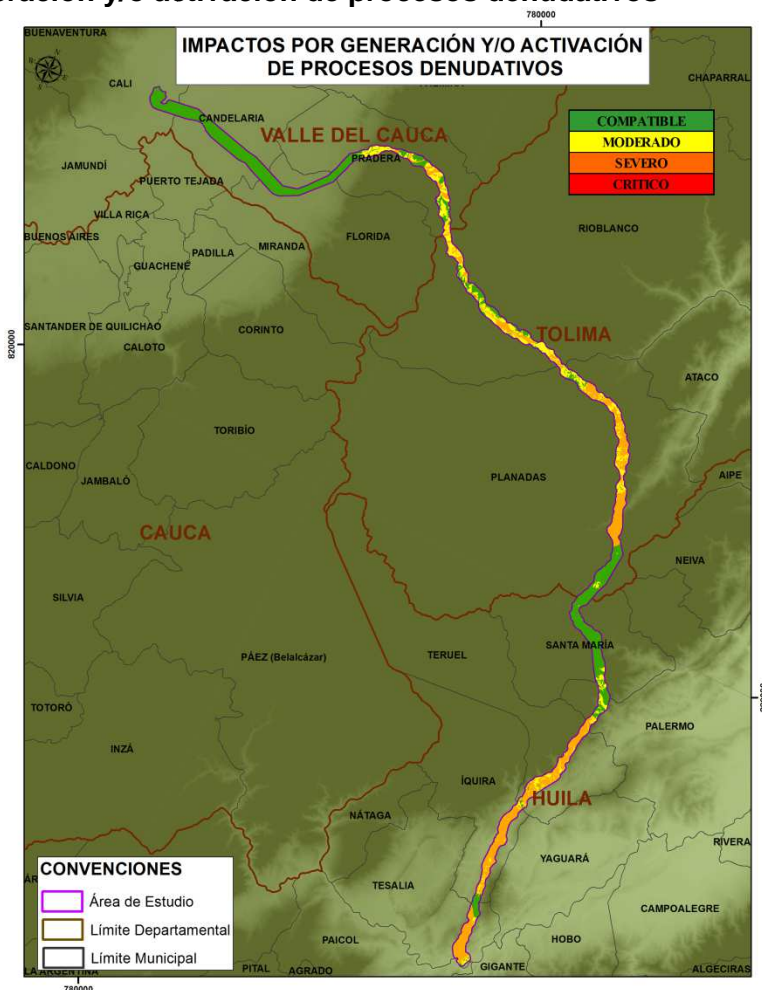 IMPACTOS POR GENERACIÓN Y/O ACTIVACIÓN
DE PROCESOS DENUDATIVOS
780000
BUENAVENTURA
CALI
CHAPARRAL
CANDELARIA
COMPATIBLE
MODERADO
SEVERO
CRITICO
VALLE DEL CAUCA
PRADERA
JAMUNDÍ
PUERTO TEJADA
VILLA RICA
RIOBLANCO
BUENOS AIRES
FLORIDA
PADILLA
MIRANDA
GUACHENÉ
SANTANDER DE QUILICHAO
CORINTO
TOLIMA
820000
CALOTO
ATACO
TORIBÍO
CALDONO
JAMBALÓ
PLANADAS
AIPE
CAUCA
NEIVA
SILVIA
PÁEZ (Belalcázar)
TERUEL
SANTA MARÍA
TOTORÓ
PALERMO
INZÁ
ÍQUIRA
HUILA
NÁTAGA
RIVERA
YAGUARÁ
CONVENCIONES
Área de Estudio
Límite Departamental
Límite Municipal
TESALIA
CAMPOALEGRE
PAICOL
HOBO
LA ARGENTINA
PITAL
AGRADO
GIGANTE
ALGECIRAS
780000